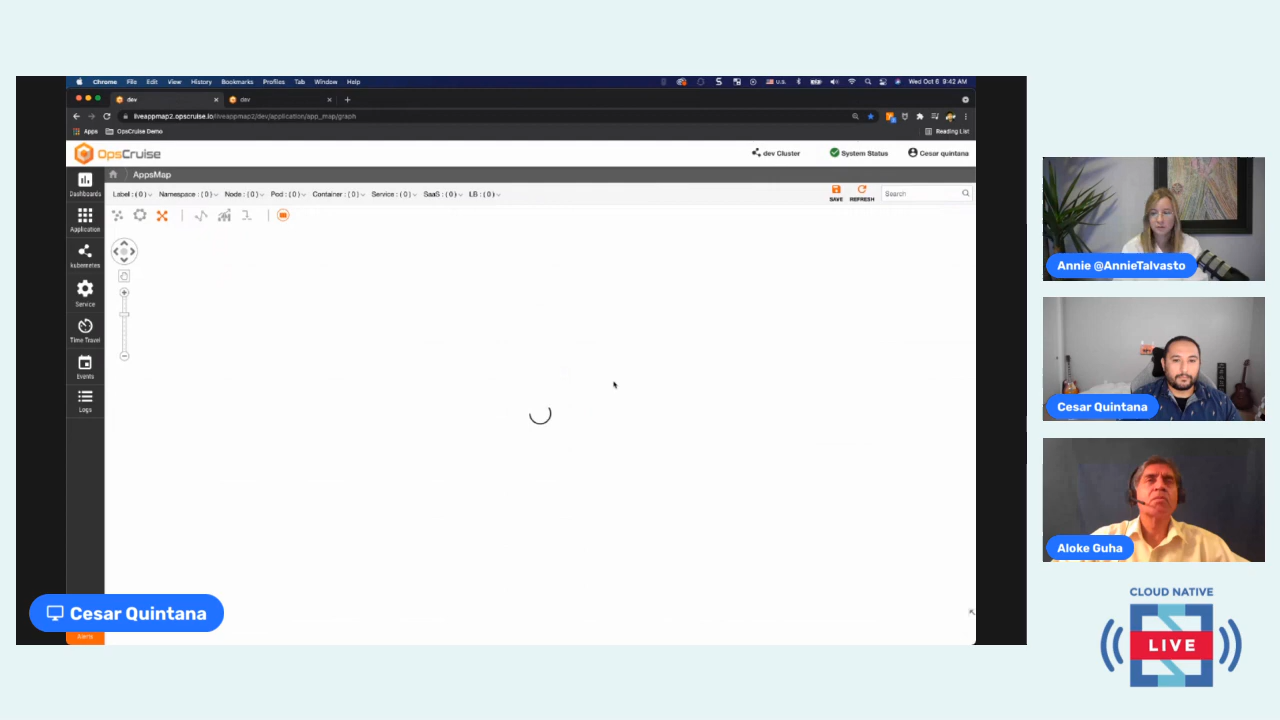 Chrome File Edit View History Bookmarks Profiles Tab Window Help
U.S.
Wed Oct 6 9:42 AM
dev
dev
liveappmap2.opscruise.io/liveappmap2/dev/application/app_map/graph
Apps OpsCruise Demo
Reading List
OpsCruise
dev Cluster
System Status
Cesar quintana
AppsMap
Label : ( 0 ) Namespace : ( 0 ) Node : ( 0 ) Pod : ( 0 ) Container : ( 0 ) Service : ( 0 ) SaaS : ( 0 ) LB : ( 0 )
SAVE
REFRESH
Search
Dashboards
Application
kubernetes
Service
Time Travel
Events
Logs
Alerts
Cesar Quintana
Annie @AnnieTalvasto
Cesar Quintana
Aloke Guha
CLOUD NATIVE
LIVE